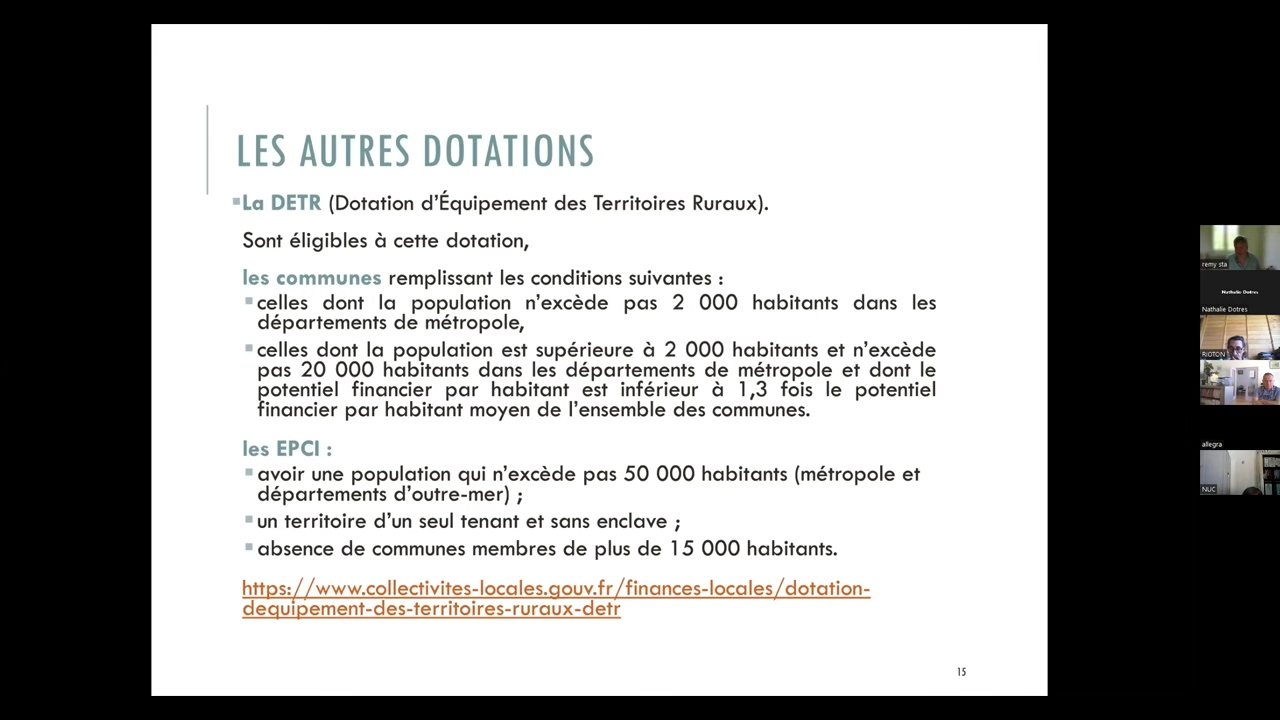 LES AUTRES DOTATIONS
La DETR (Dotation d'Équipement des Territoires Ruraux).
Sont éligibles à cette dotation,
les communes remplissant les conditions suivantes :
celles dont la population n'excède pas 2 000 habitants dans les
départements de métropole,
celles dont la population est supérieure à 2 000 habitants et n'excède
pas 20 000 habitants dans les départements de métropole et dont le
potentiel financier par habitant est inférieur à 1,3 fois le potentiel
financier par habitant moyen de l'ensemble des communes.
les EPCI :
avoir une population qui n'excède pas 50 000 habitants (métropole et
départements d'outre-mer) ;
un territoire d'un seul tenant et sans enclave ;
absence de communes membres de plus de 15 000 habitants.
https://www.collectivites-locales.gouv.fr/finances-locales/dotation-
dequipement-des-territoires-ruraux-detr
15
remy sta
Nathalie Dotres
Nathalie Dotres
RIOTON
allegra
NUC